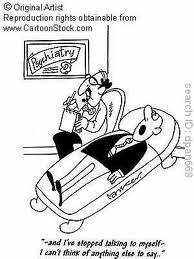 © Original Artist
Reproduction rights obtainable from
www.CartoonStock.com
Psychiatry
search ID: dpan668
"-and I've stopped talking to myself-
I can't think of anything else to say.."